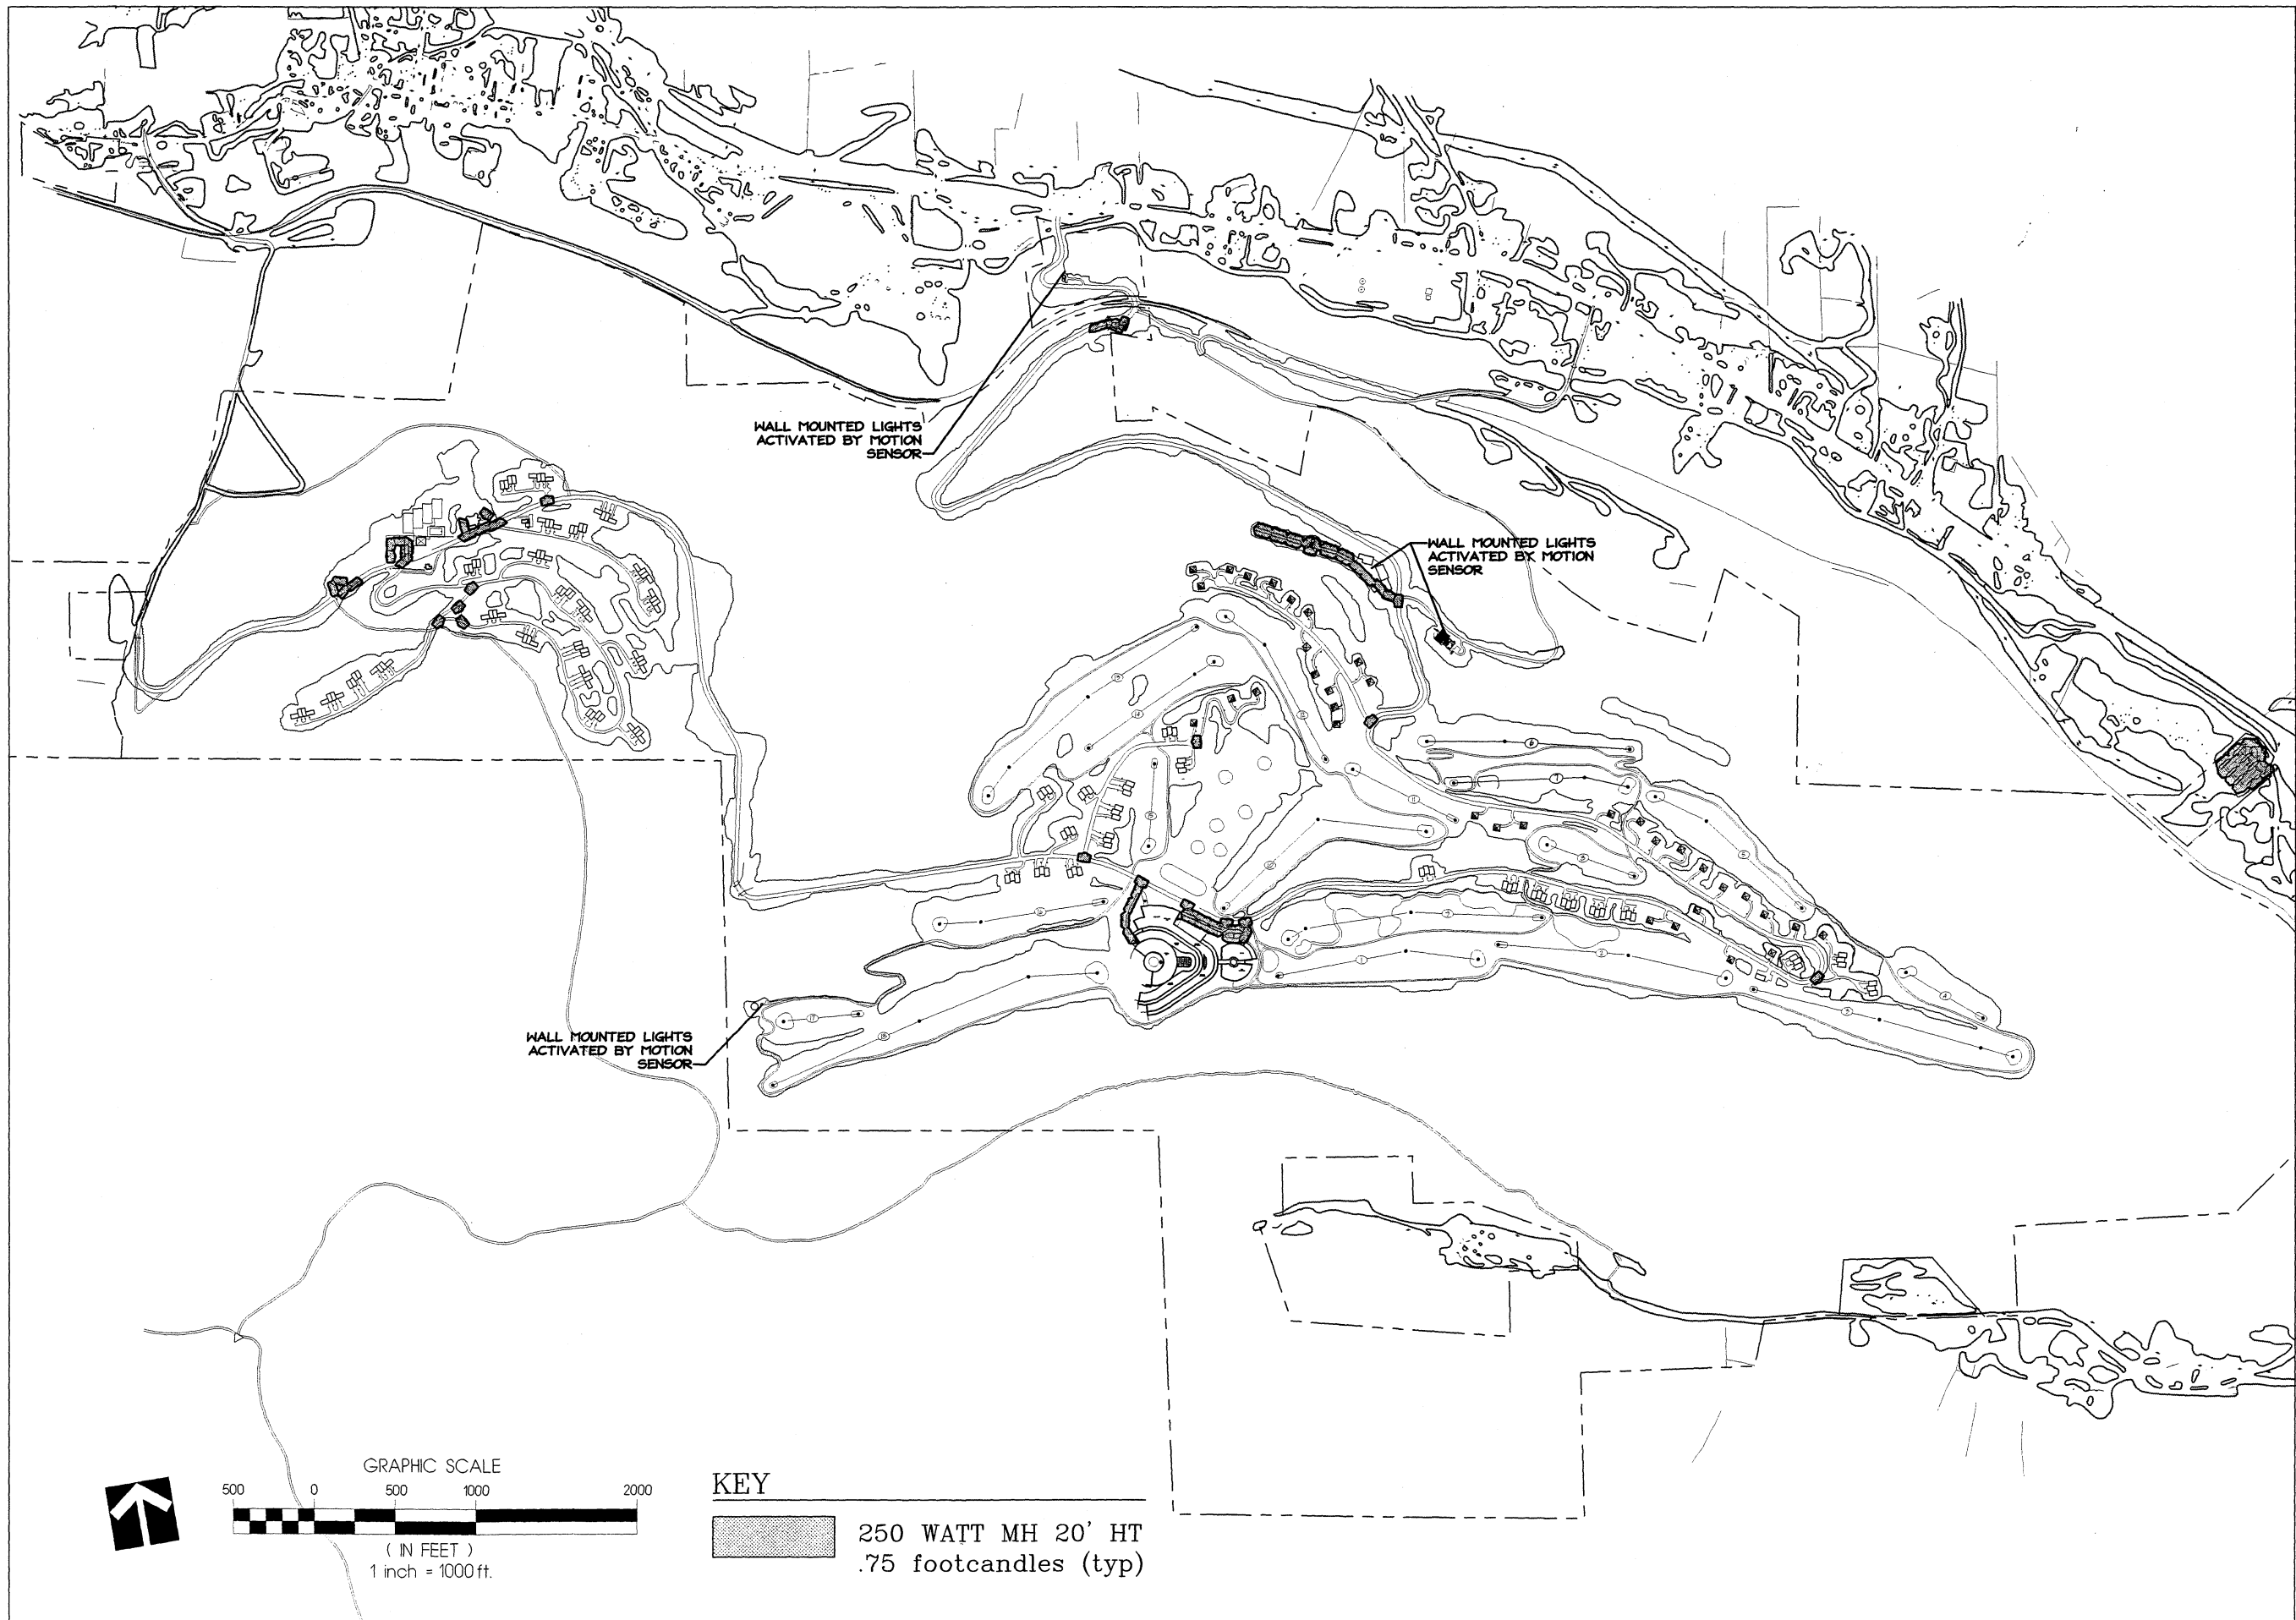 WALL MOUNTED LIGHTS
ACTIVATED BY MOTION
SENSOR
WALL MOUNTED LIGHTS
ACTIVATED BY MOTION
SENSOR
WALL MOUNTED LIGHTS
ACTIVATED BY MOTION
SENSOR
GRAPHIC SCALE
500 0 500 1000 2000
( IN FEET )
1 inch = 1000 ft.
KEY
250 WATT MH 20' HT
.75 footcandles (typ)